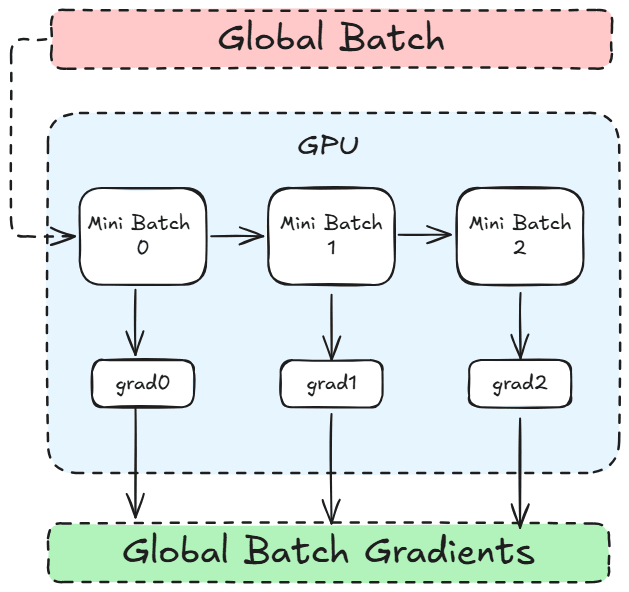 Global Batch
GPU
Mini Batch
0
Mini Batch
1
Mini Batch
2
grad0
grad1
grad2
Global Batch Gradients